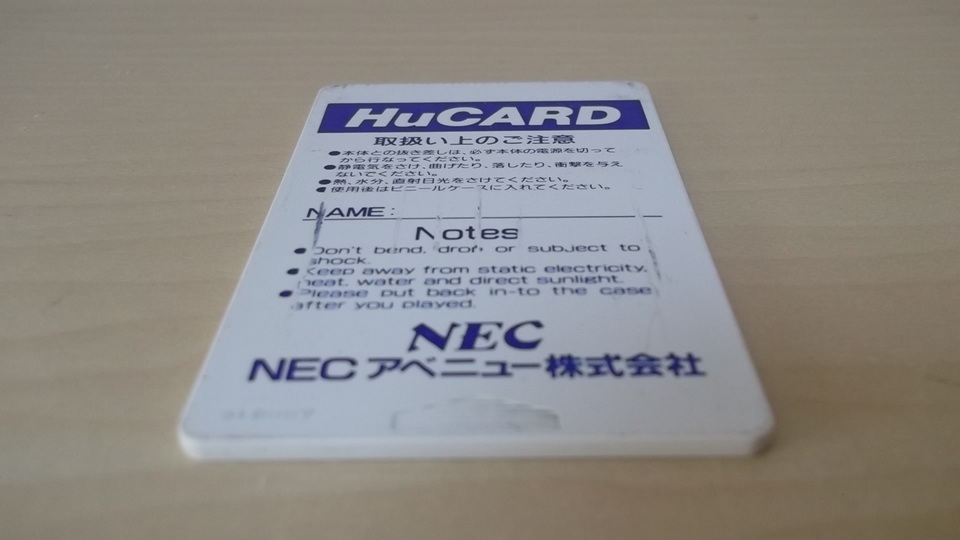 HuCARD
取扱い上のご注意
●本体との抜き差しは、必ず本体の電源を切って
から行なってください。
●静電気をさけ、曲げたり、落したり、衝撃を与え
ないでください。
●熱、水分、直射日光をさけてください。
●使用後はビニールケースに入れてください。
NAME:
Notes
●Don't bend, drop or subject to
shock.
●Keep away from static electricity,
heat, water and direct sunlight.
●Please put back in-to the case
after you played.
NEC
NECアベニュー株式会社